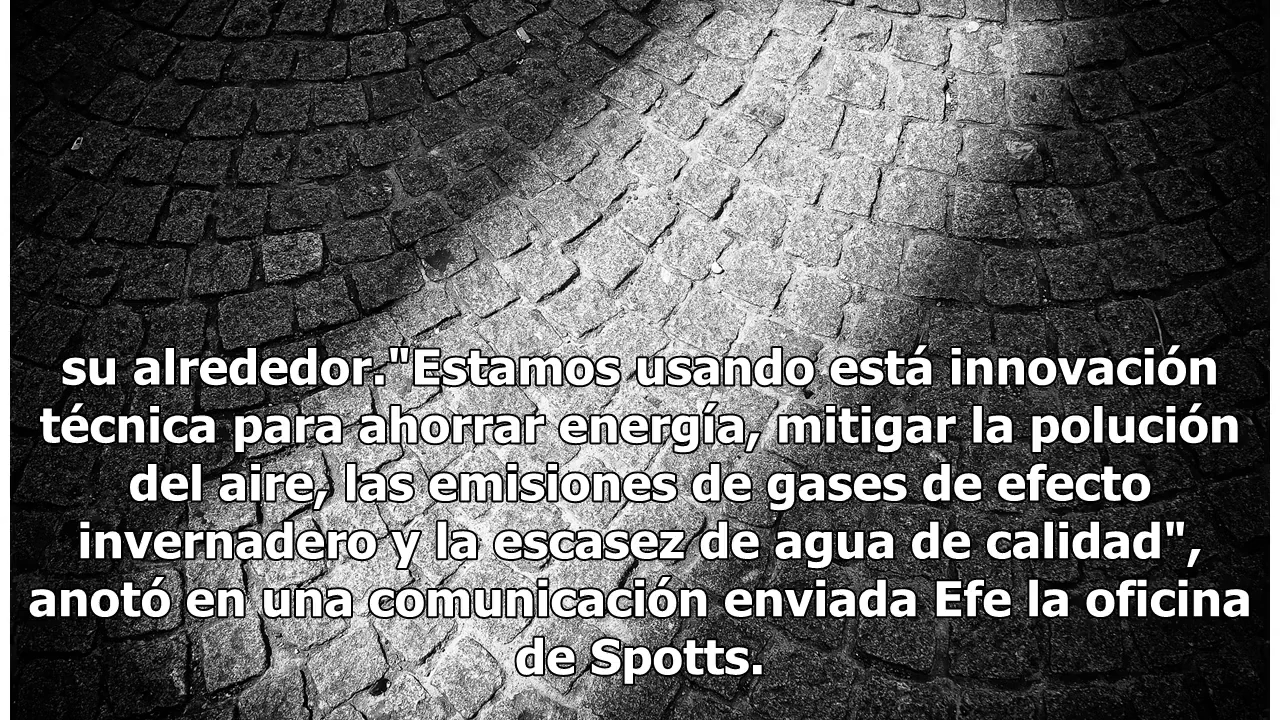 su alrededor."Estamos usando está innovación
técnica para ahorrar energía, mitigar la polución
del aire, las emisiones de gases de efecto
invernadero y la escasez de agua de calidad",
anotó en una comunicación enviada Efe la oficina
de Spotts.